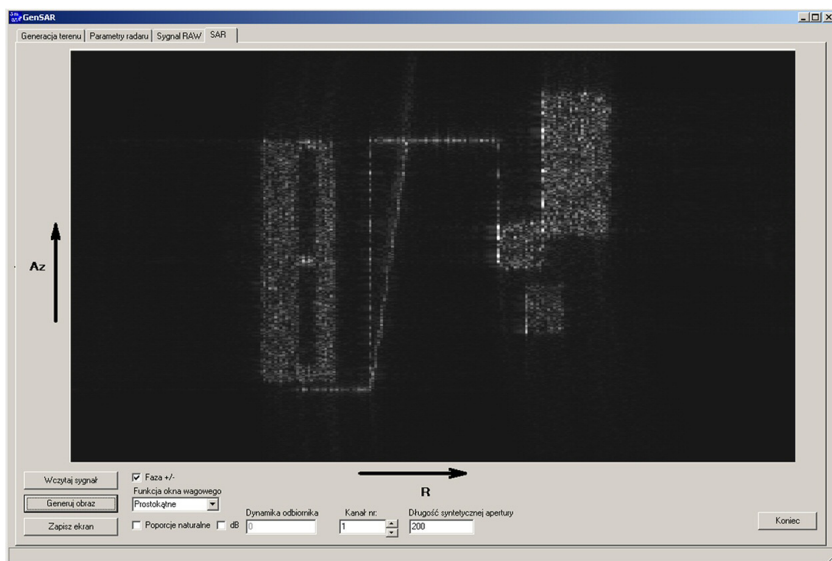 GenSAR
Generacja terenu Parametry radaru Sygnał RAW SAR
Az
R
Wczytaj sygnał
Generuj obraz
Zapisz ekran
Faza +/-
Funkcja okna wagowego
Prostokątne
Poporcje naturalne dB
Dynamika odbiornika
0
Kanał nr:
1
Długość syntetycznej apertury
200
Koniec